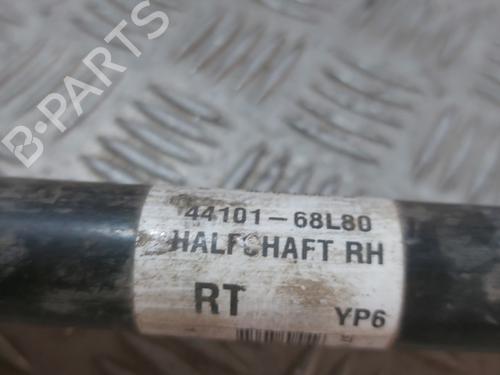 B-PARTS
44101-68L80
HALFSHAFT RH
RT
YP6
R